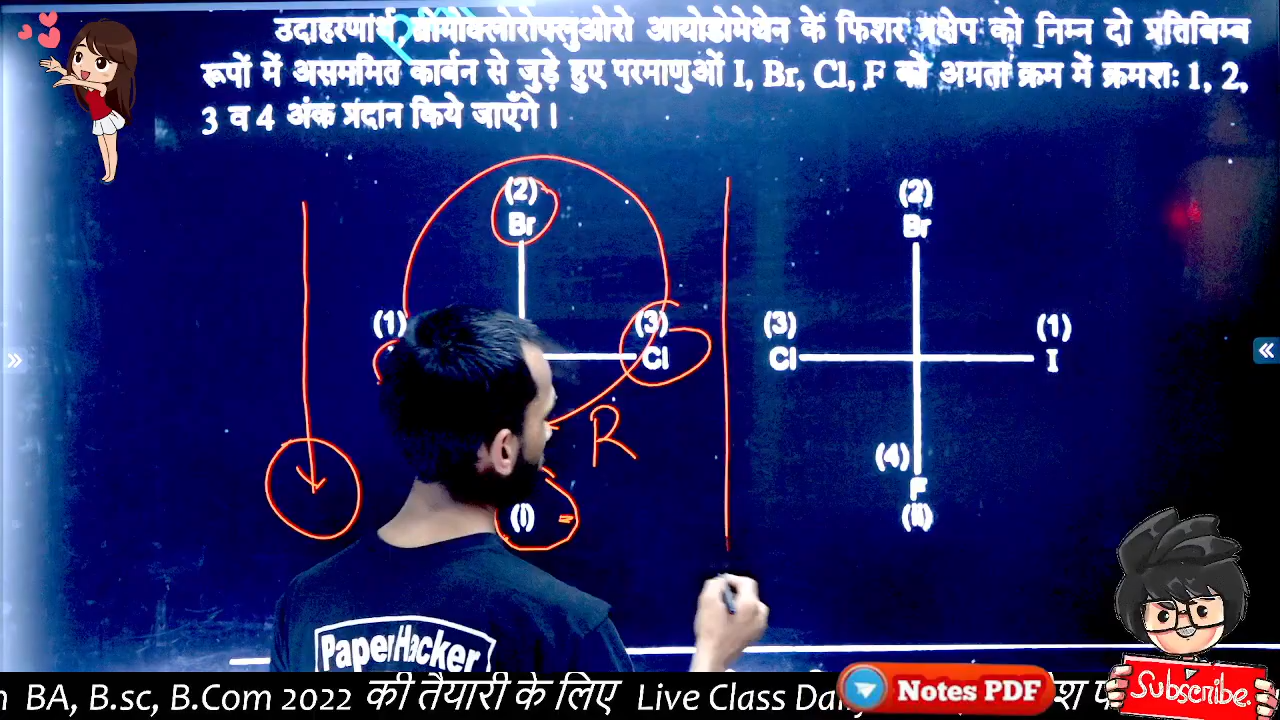 उदाहरणार्थ, ब्रोमोक्लोरोफ्लुओरो आयोडोमेथेन के फिशर प्रक्षेप को निम्न दो प्रतिबिम्ब
रूपों में असममित कार्बन से जुड़े हुए परमाणुओं I, Br, Cl, F को अग्रता क्रम में क्रमशः 1, 2,
3 व 4 अंक प्रदान किये जाएँगे।
(2)
Br
(1)
(3)
Cl
R
(i)
(2)
Br
(3)
Cl
(1)
I
(4)
F
(ii)
PaperHacker
BA, B.sc, B.Com 2022 की तैयारी के लिए Live Class
Notes PDF
Subscribe.